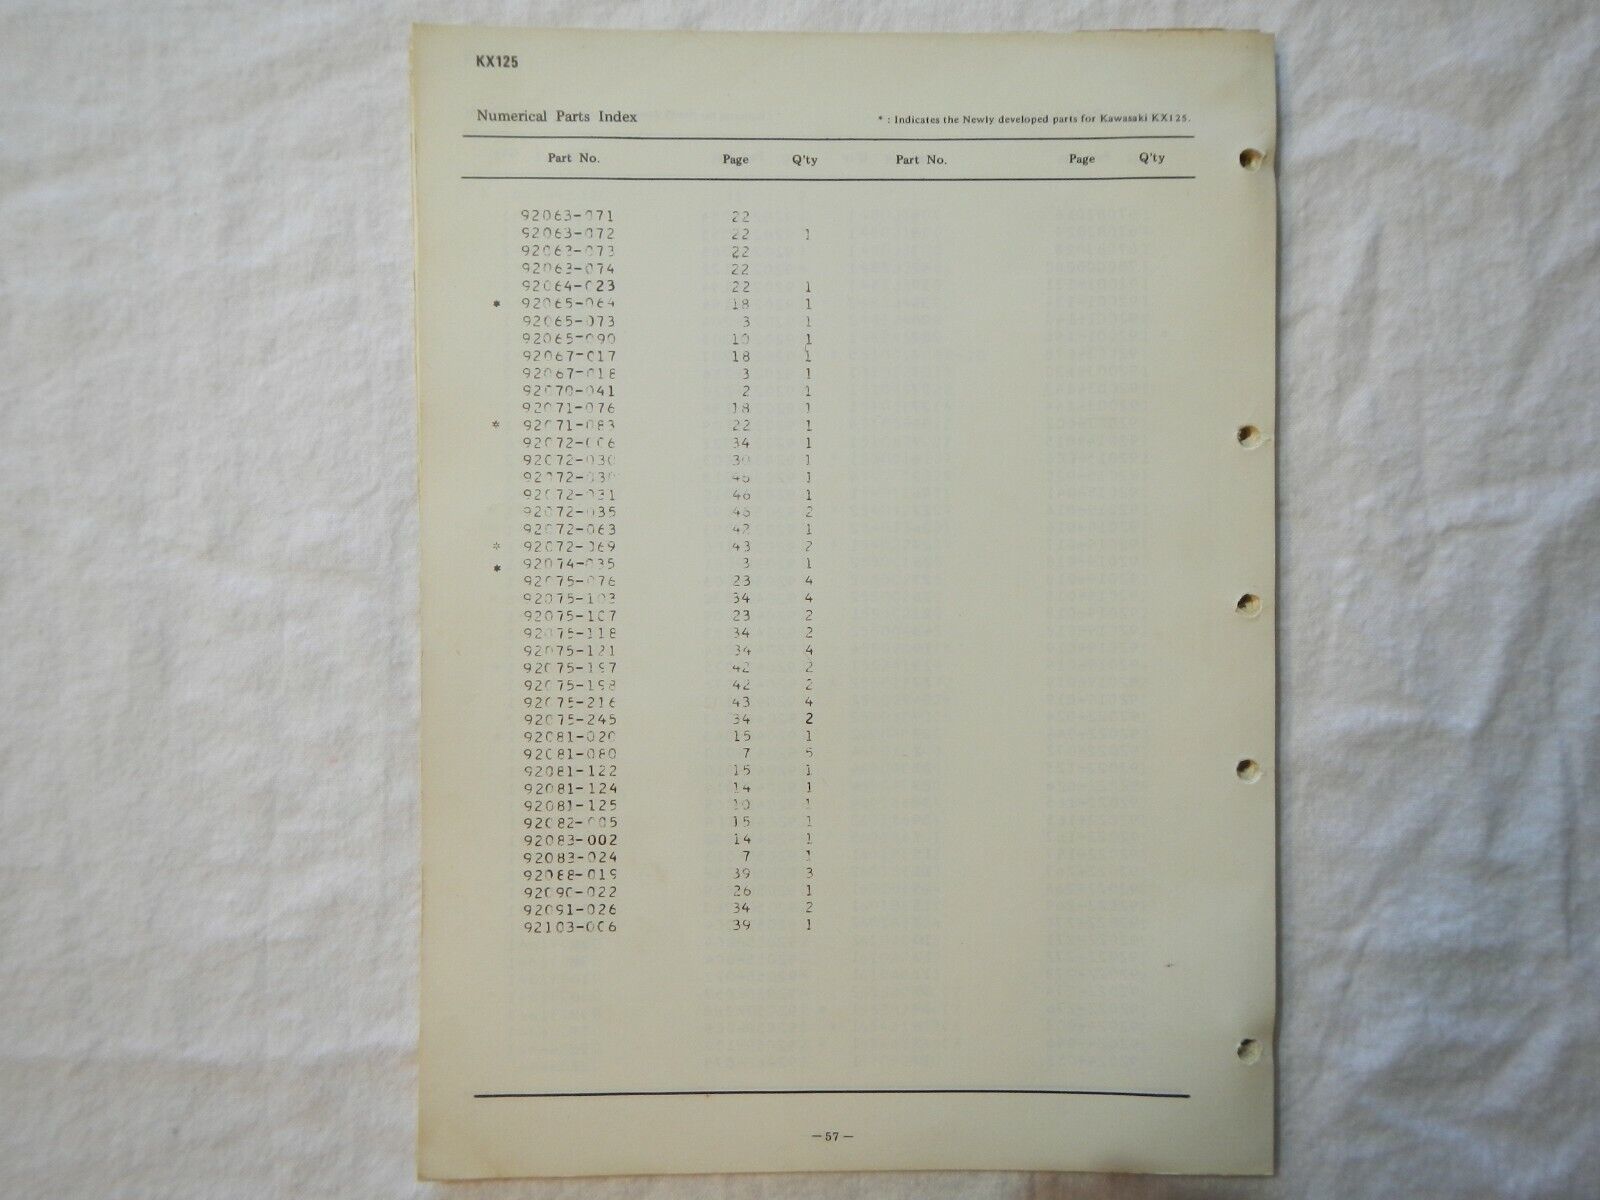 KX125
Numerical Parts Index * : Indicates the Newly developed parts for Kawasaki KX125.
Part No. Page Q'ty Part No. Page Q'ty
92063-071 22
92063-072 22 1
92063-073 22
92063-074 22
92064-023 22 1
* 92065-064 18 1
92065-073 3 1
92065-090 10 1
92067-017 18 1
92067-018 3 1
92070-041 2 1
92071-076 18 1
* 92071-083 22 1
92072-006 34 1
92072-030 30 1
92072-030 1
92072-031 46 1
92072-035 46 2
92072-063 42 1
* 92072-069 43 2
* 92074-035 3 1
92075-076 23 4
92075-103 34 4
92075-107 23 2
92075-118 34 2
92075-121 34 4
92075-197 42 2
92075-198 42 2
92075-216 43 4
92075-245 34 2
92081-020 15 1
92081-080 7 5
92081-122 15 1
92081-124 14 1
92081-125 10 1
92082-005 15 1
92083-002 14 1
92083-024 7 1
92088-019 39 3
92090-022 26 1
92091-026 34 2
92103-006 39 1
— 57 —